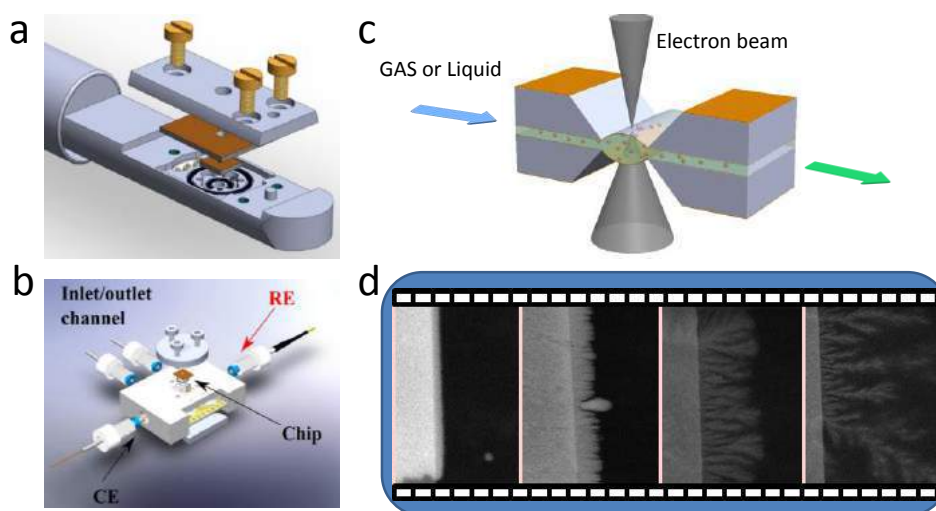 a
c
Electron beam
GAS or Liquid
b
Inlet/outlet
channel
RE
Chip
CE
d